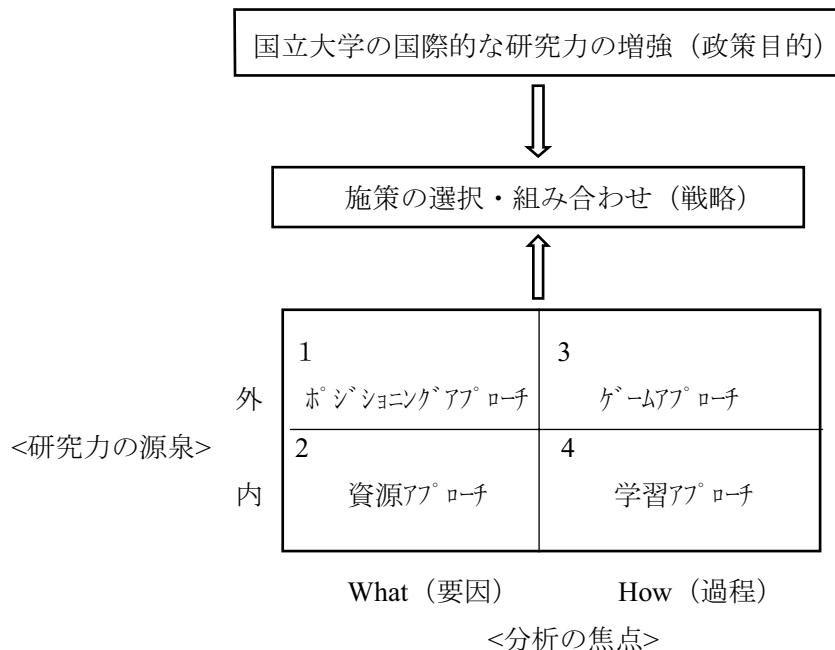 国立大学の国際的な研究力の増強（政策目的）
施策の選択・組み合わせ（戦略）
1
3
外
ﾎﾟｼﾞｼｮﾆﾝｸﾞｱﾌﾟﾛｰﾁ
ｹﾞｰﾑｱﾌﾟﾛｰﾁ
<研究力の源泉>
2
4
内
資源ｱﾌﾟﾛｰﾁ
学習ｱﾌﾟﾛｰﾁ
What（要因）
How（過程）
<分析の焦点>